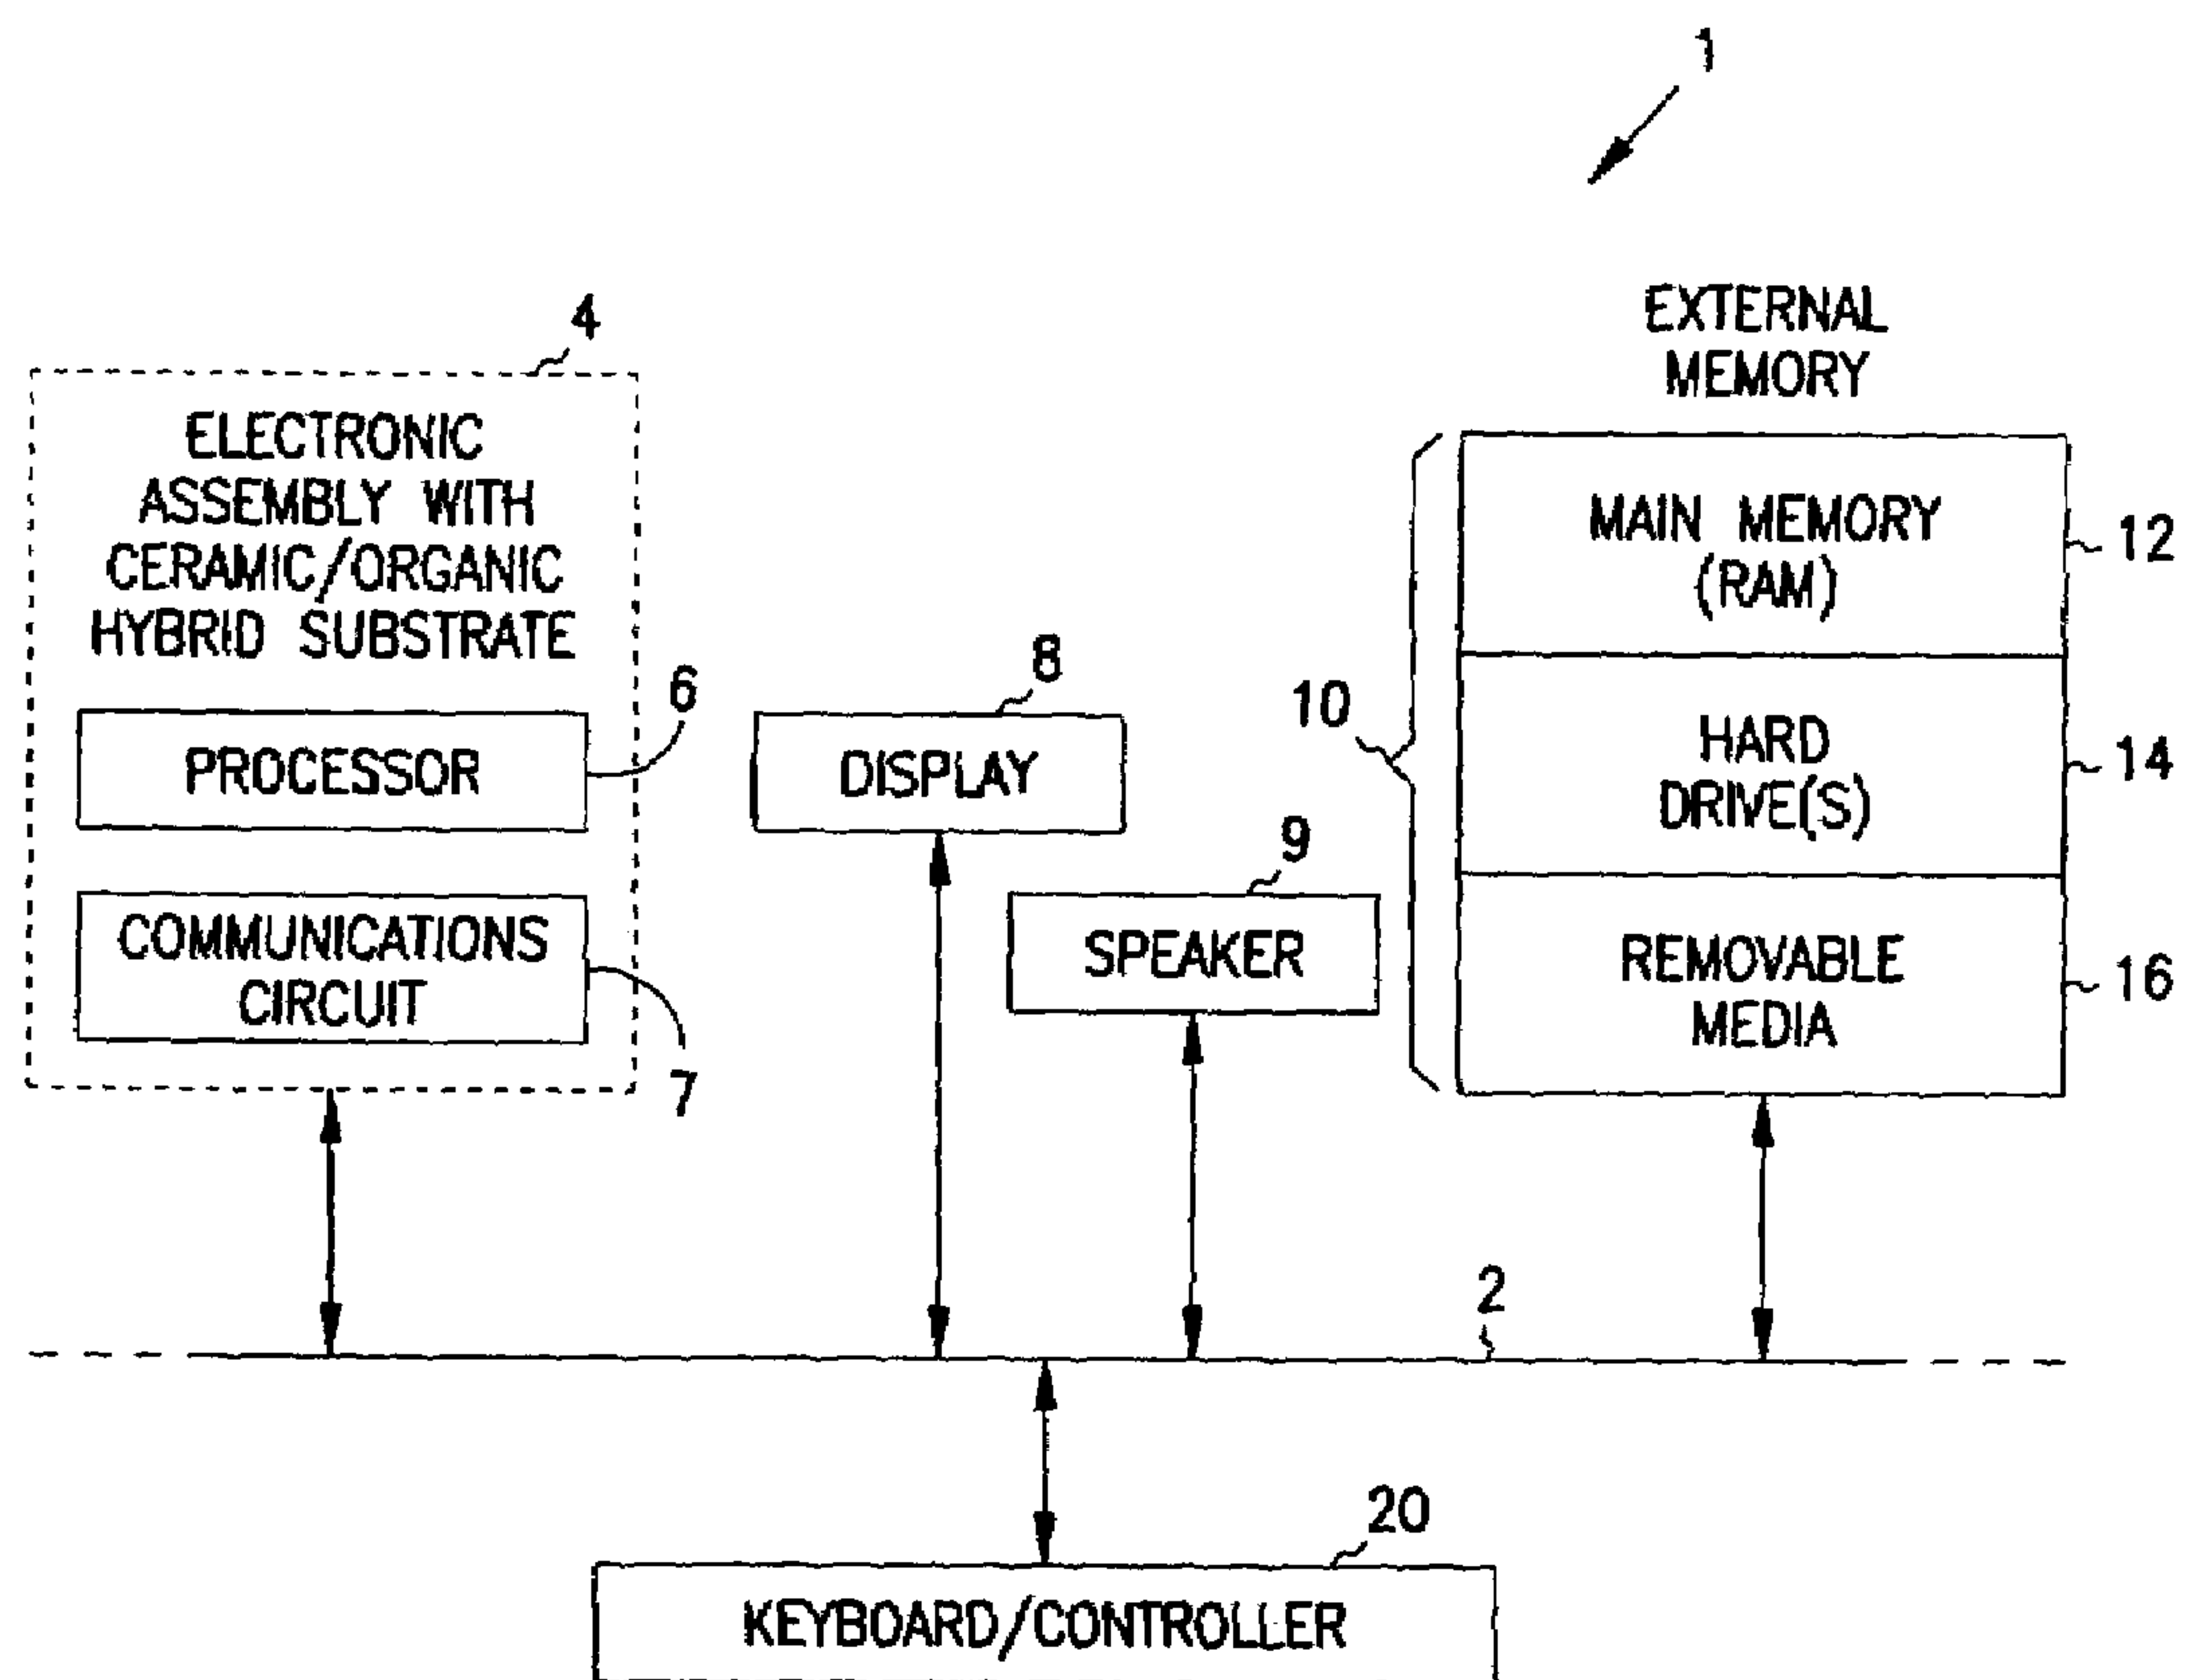 1
4
ELECTRONIC
ASSEMBLY WITH
CERAMIC/ORGANIC
HYBRID SUBSTRATE
6
PROCESSOR
COMMUNICATIONS
CIRCUIT
7
8
DISPLAY
9
SPEAKER
EXTERNAL
MEMORY
10
MAIN MEMORY
(RAM)
12
HARD
DRIVE(S)
14
REMOVABLE
MEDIA
16
2
20
KEYBOARD/CONTROLLER